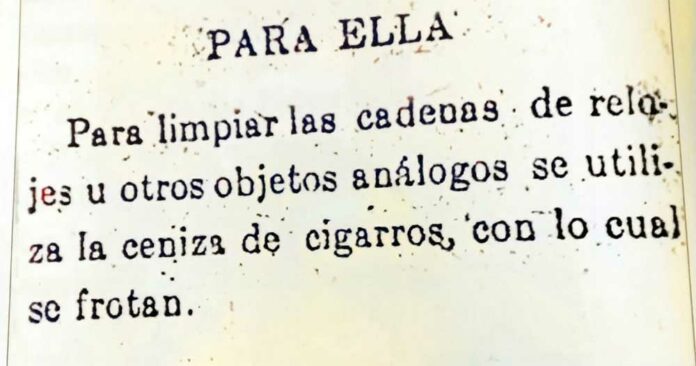 PARA ELLA
Para limpiar las cadenas de relo-
jes u otros objetos análogos se utili-
za la ceniza de cigarros, con lo cual
se frotan.